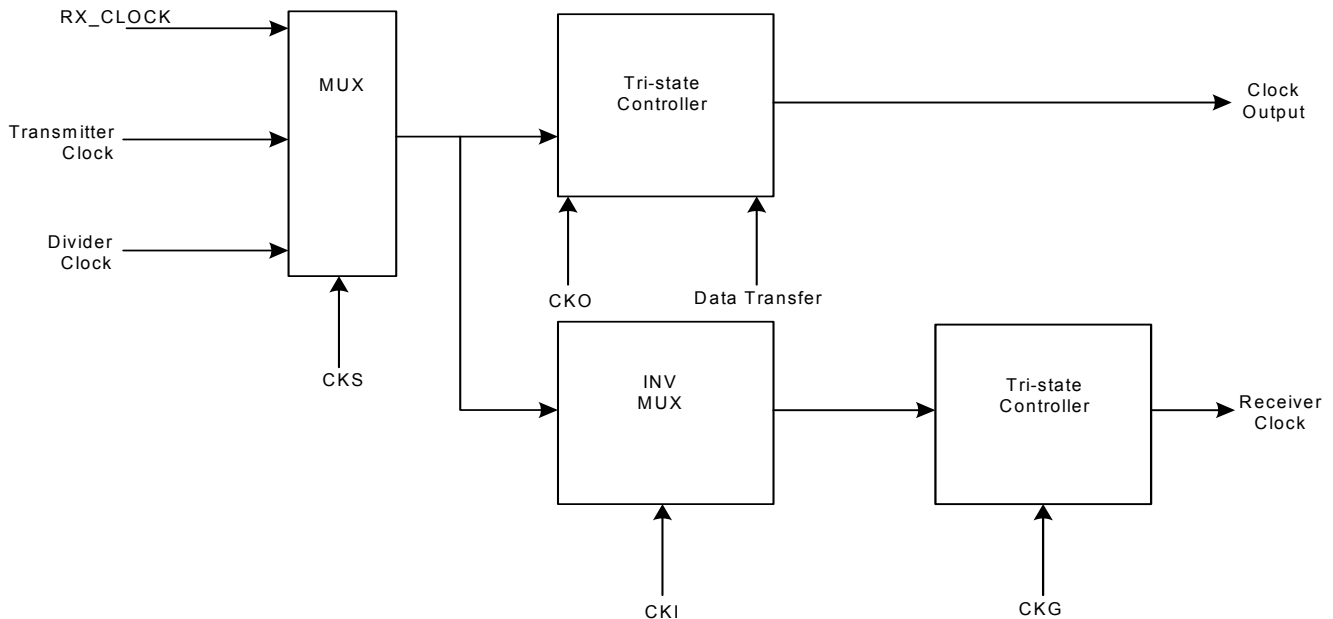 RX_CLOCK
MUX
Tri-state
Controller
Clock
Output
Transmitter
Clock
Divider
Clock
CKO
Data Transfer
CKS
INV
MUX
Tri-state
Controller
Receiver
Clock
CKI
CKG